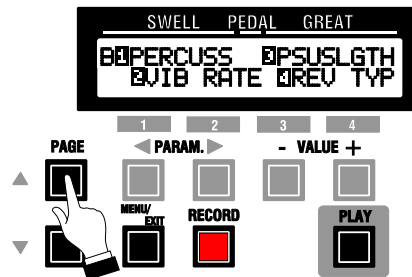 SWELL PEDAL GREAT
B1PERCUSS 3PSUSLGTH
2VIB RATE 4REV TYP
1 2 3 4
PAGE ◀ PARAM. ▶ - VALUE +
MENU/
EXIT RECORD PLAY